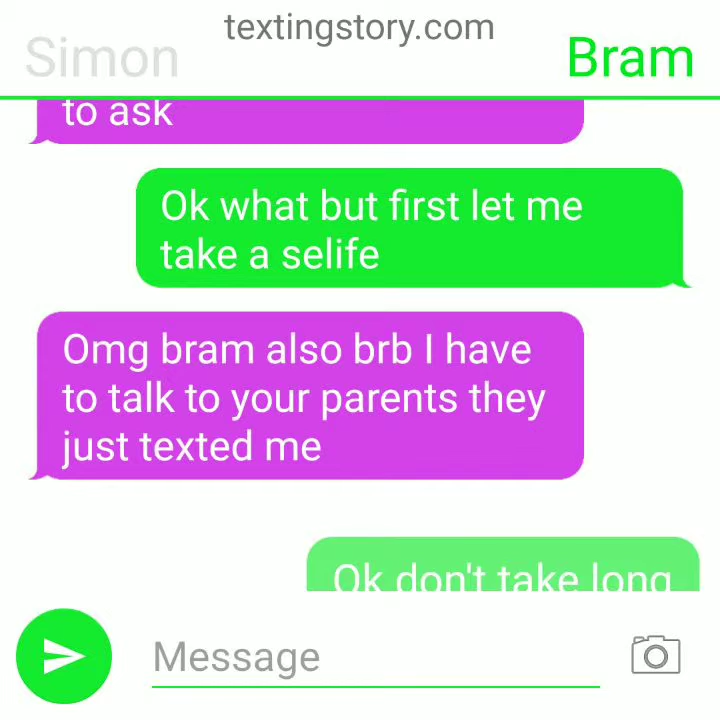 textingstory.com
Simon
Bram
to ask
Ok what but first let me
take a selife
Omg bram also brb I have
to talk to your parents they
just texted me
Ok don't take long
Message